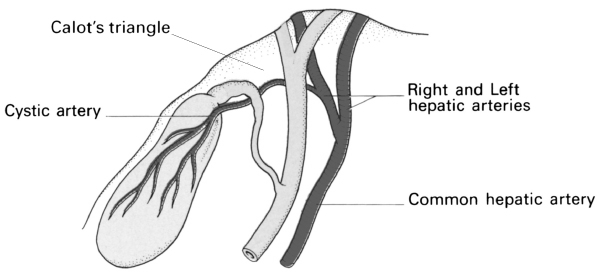 Calot's triangle
Cystic artery
Right and Left
hepatic arteries
Common hepatic artery